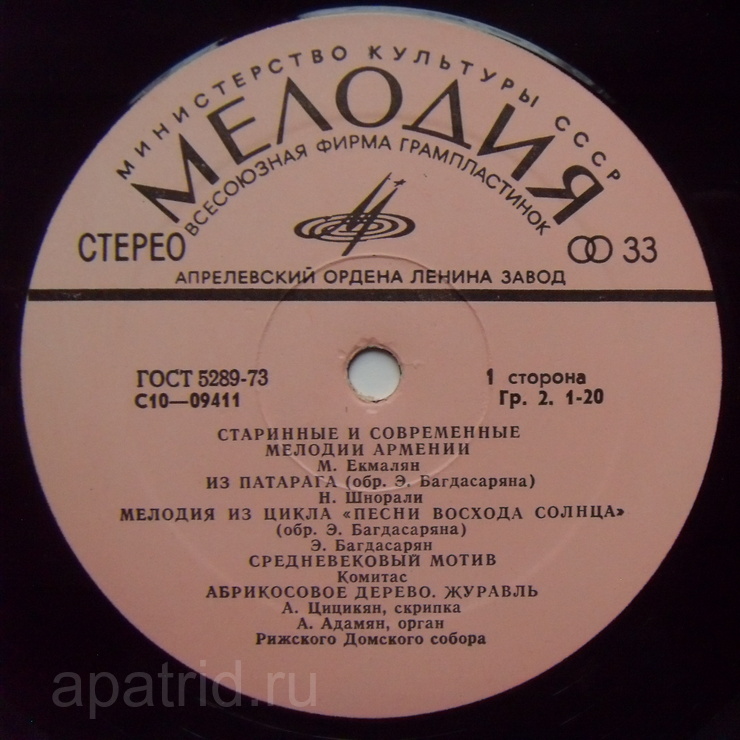 МИНИСТЕРСТВО КУЛЬТУРЫ СССР
МЕЛОДИЯ
ВСЕСОЮЗНАЯ ФИРМА ГРАМПЛАСТИНОК
СТЕРЕО 33
АПРЕЛЕВСКИЙ ОРДЕНА ЛЕНИНА ЗАВОД
ГОСТ 5289-73 1 сторона
С10—09411 Гр. 2. 1-20
СТАРИННЫЕ И СОВРЕМЕННЫЕ
МЕЛОДИИ АРМЕНИИ
М. Екмалян
ИЗ ПАТАРАГА (обр. Э. Багдасаряна)
Н. Шнорали
МЕЛОДИЯ ИЗ ЦИКЛА «ПЕСНИ ВОСХОДА СОЛНЦА»
(обр. Э. Багдасаряна)
Э. Багдасарян
СРЕДНЕВЕКОВЫЙ МОТИВ
Комитас
АБРИКОСОВОЕ ДЕРЕВО. ЖУРАВЛЬ
А. Цицикян, скрипка
А. Адамян, орган
Рижского Домского собора
apatrid.ru